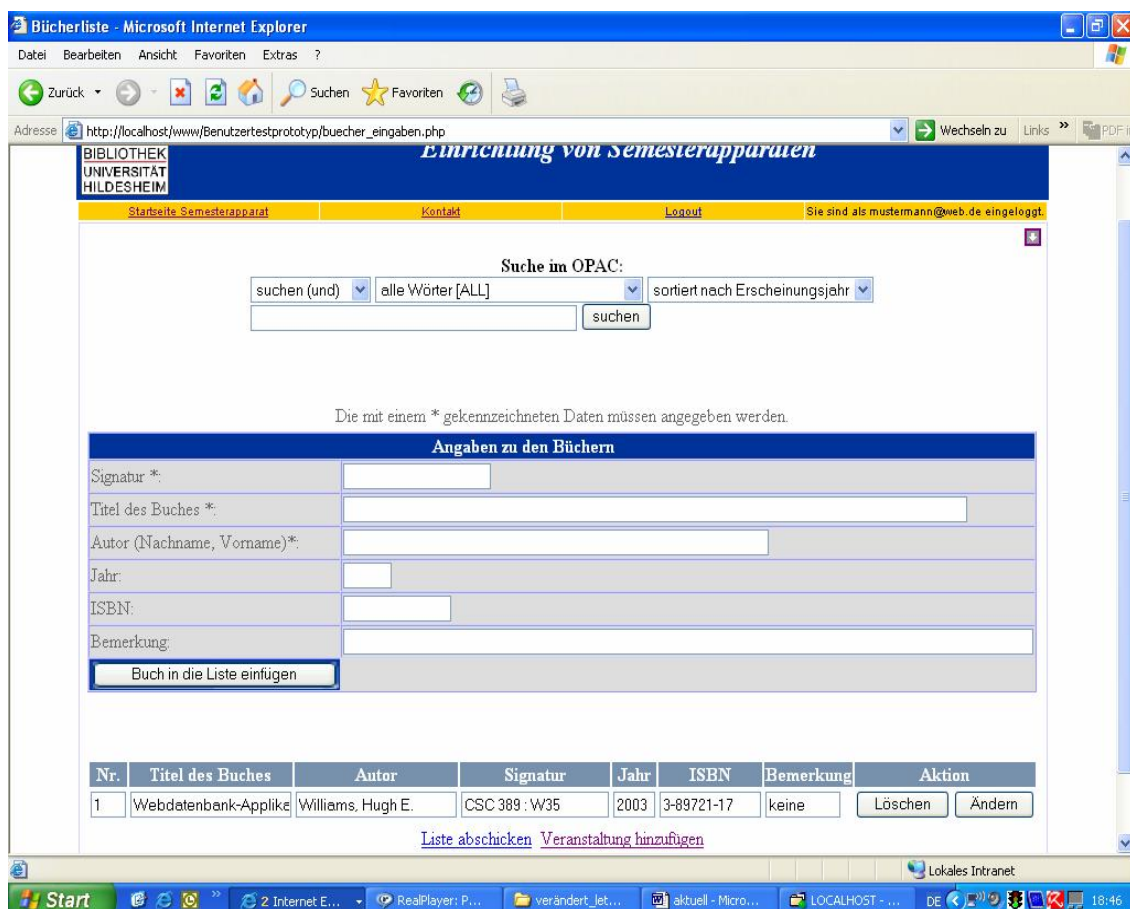 Bücherliste - Microsoft Internet Explorer
Datei Bearbeiten Ansicht Favoriten Extras ?
Zurück Suchen Favoriten
Adresse http://localhost/www/Benutzertestprototyp/buecher_eingaben.php Wechseln zu Links » PDF
BIBLIOTHEK
UNIVERSITÄT
HILDESHEIM
Einrichtung von Semesterapparaten
Startseite Semesterapparat Kontakt Logout Sie sind als mustermann@web.de eingeloggt.
Suche im OPAC:
suchen (und) alle Wörter [ALL] sortiert nach Erscheinungsjahr
suchen
Die mit einem * gekennzeichneten Daten müssen angegeben werden.
Angaben zu den Büchern
Signatur *:
Titel des Buches *:
Autor (Nachname, Vorname)*:
Jahr:
ISBN:
Bemerkung:
Buch in die Liste einfügen
Nr. Titel des Buches Autor Signatur Jahr ISBN Bemerkung Aktion
1 Webdatenbank-Applike Williams, Hugh E. CSC 389 : W35 2003 3-89721-17 keine Löschen Ändern
Liste abschicken Veranstaltung hinzufügen
Lokales Intranet
Start » 2 Internet E... RealPlayer: P... verändert_let... aktuell - Micro... LOCALHOST - ... DE 18:46